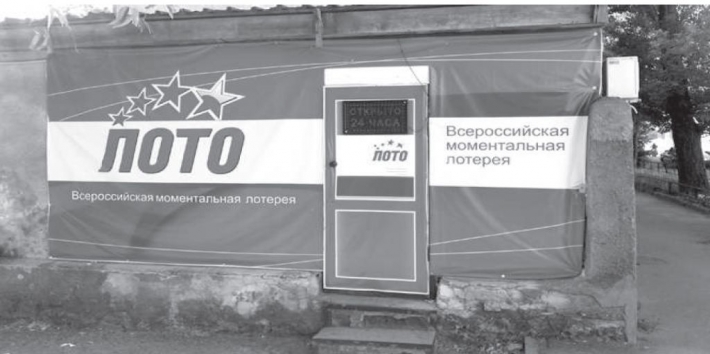 ЛОТО
Всероссийская моментальная лотерея
ОТКРЫТО
24 ЧАСА
ЛОТО
Всероссийская
моментальная
лотерея